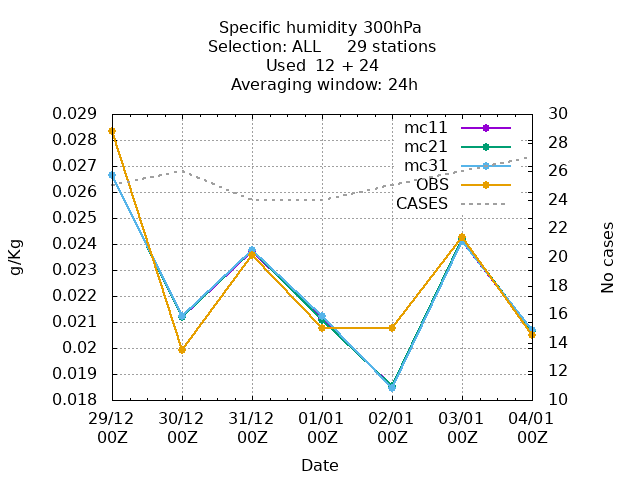 Specific humidity 300hPa
Selection: ALL     29 stations
Used  12 + 24
Averaging window: 24h
0.029
0.028
0.027
0.026
0.025
0.024
0.023
0.022
0.021
0.02
0.019
0.018
g/Kg
mc11
mc21
mc31
OBS
CASES
30
28
26
24
22
20
18
16
14
12
10
No cases
29/12 30/12 31/12 01/01 02/01 03/01 04/01
00Z 00Z 00Z 00Z 00Z 00Z 00Z
Date